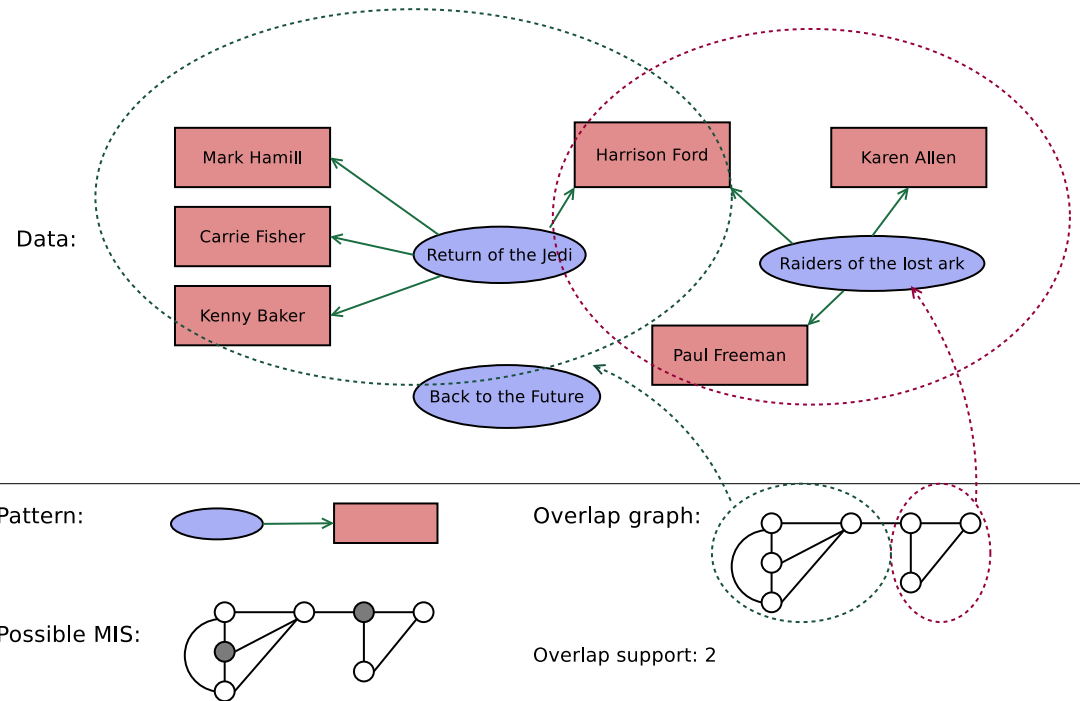 Harrison Ford
Mark Hamill
Karen Allen
Carrie Fisher
Data:
Return of the Jedi
Raiders of the lost ark
Kenny Baker
Paul Freeman
Back to the Future
Pattern:
Overlap graph:
Possible MIS:
Overlap support: 2